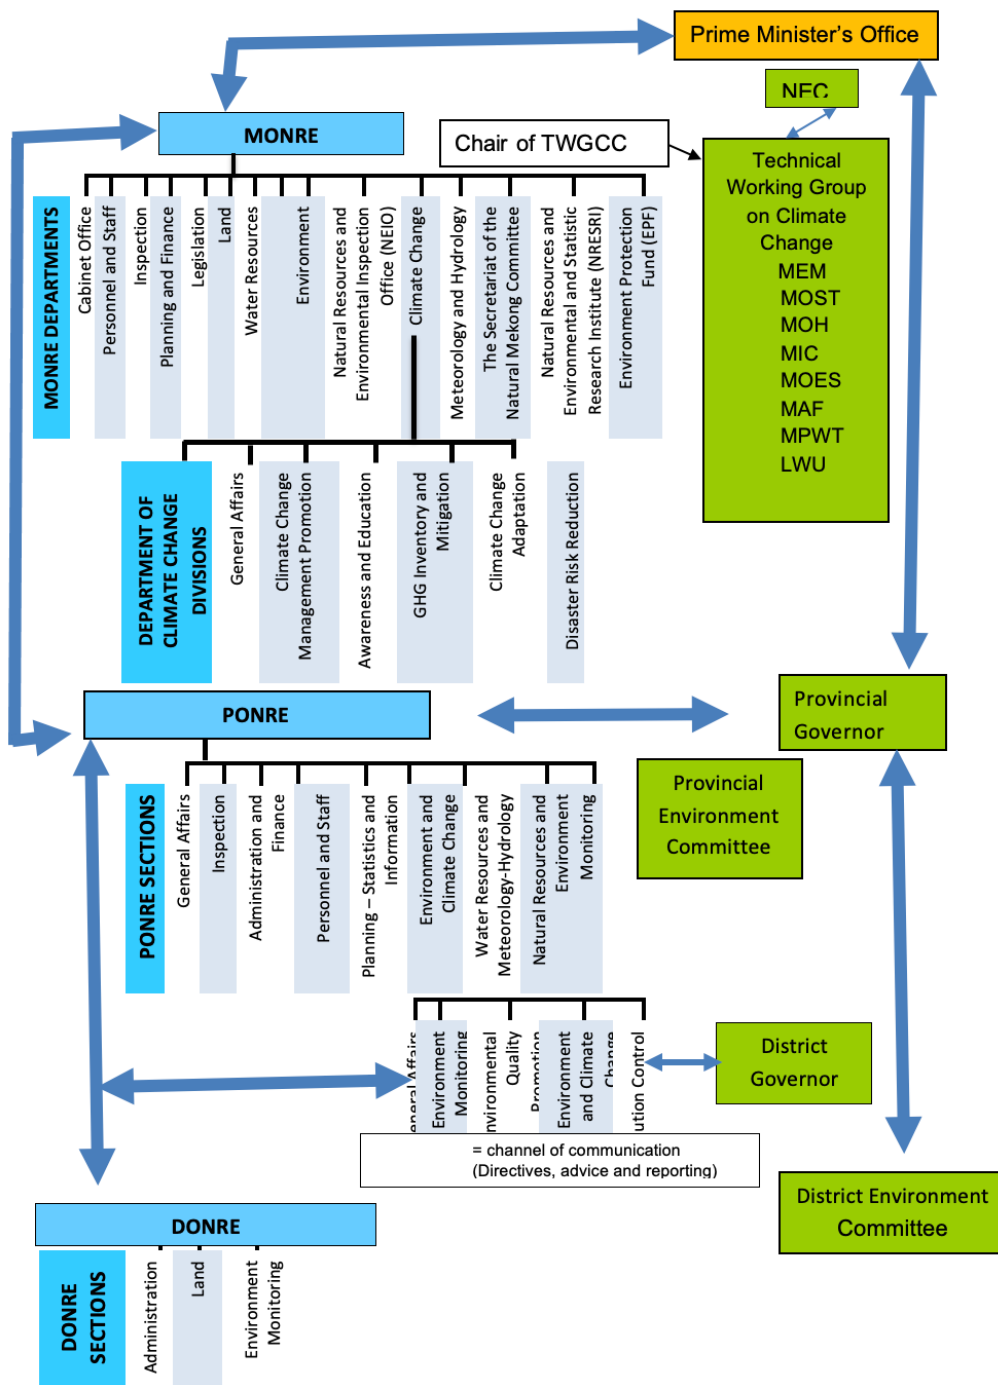 Prime Minister's Office
NEC
MONRE
Chair of TWGCC
Technical
Working Group
on Climate
Change
MEM
MOST
MOH
MIC
MOES
MAF
MPWT
LWU
MONRE DEPARTMENTS
Cabinet Office
Personnel and Staff
Inspection
Planning and Finance
Legislation
Land
Water Resources
Environment
Natural Resources and
Environmental Inspection
Office (NEIO)
Climate Change
Meteorology and Hydrology
The Secretariat of the
Natural Mekong Committee
Natural Resources and
Environmental and Statistic
Research Institute (NRESRI)
Environment Protection
Fund (EPF)
DEPARTMENT OF
CLIMATE CHANGE
DIVISIONS
General Affairs
Climate Change
Management Promotion
Awareness and Education
GHG Inventory and
Mitigation
Climate Change
Adaptation
Disaster Risk Reduction
PONRE
Provincial
Governor
Provincial
Environment
Committee
PONRE SECTIONS
General Affairs
Inspection
Administration and
Finance
Personnel and Staff
Planning – Statistics and
Information
Environment and
Climate Change
Water Resources and
Meteorology-Hydrology
Natural Resources and
Environment
Monitoring
eneral Affairs
Environment
Monitoring
nvironmental
Quality
Promotion
Environment
and Climate
Change
ution Control
District
Governor
= channel of communication
(Directives, advice and reporting)
District Environment
Committee
DONRE
DONRE
SECTIONS
Administration
Land
Environment
Monitoring